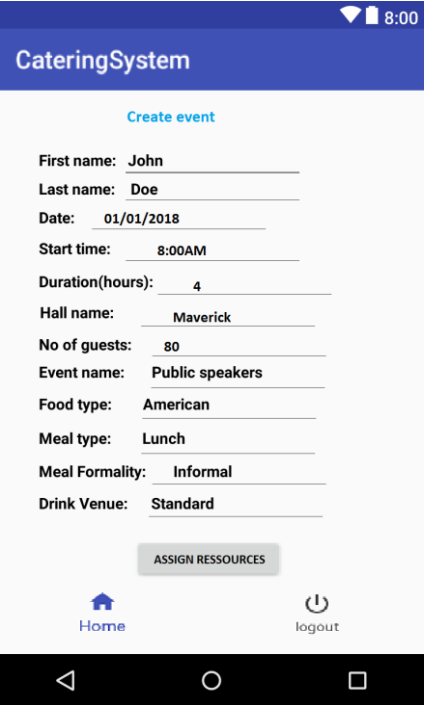 8:00
CateringSystem
Create event
First name: John
Last name: Doe
Date: 01/01/2018
Start time: 8:00AM
Duration(hours): 4
Hall name: Maverick
No of guests: 80
Event name: Public speakers
Food type: American
Meal type: Lunch
Meal Formality: Informal
Drink Venue: Standard
ASSIGN RESSOURCES
Home logout